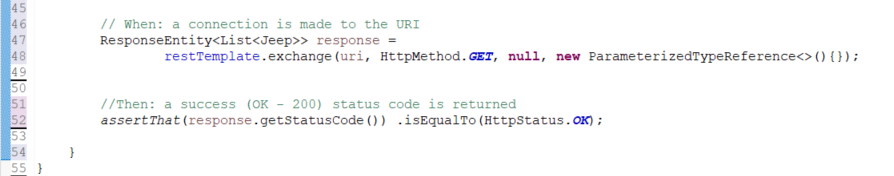 45
46 // When: a connection is made to the URI
47 ResponseEntity<List<Jeep>> response =
48 restTemplate.exchange(uri, HttpMethod.GET, null, new ParameterizedTypeReference<>(){});
49
50
51 //Then: a success (OK - 200) status code is returned
52 assertThat(response.getStatusCode()) .isEqualTo(HttpStatus.OK);
53
54 }
55 }